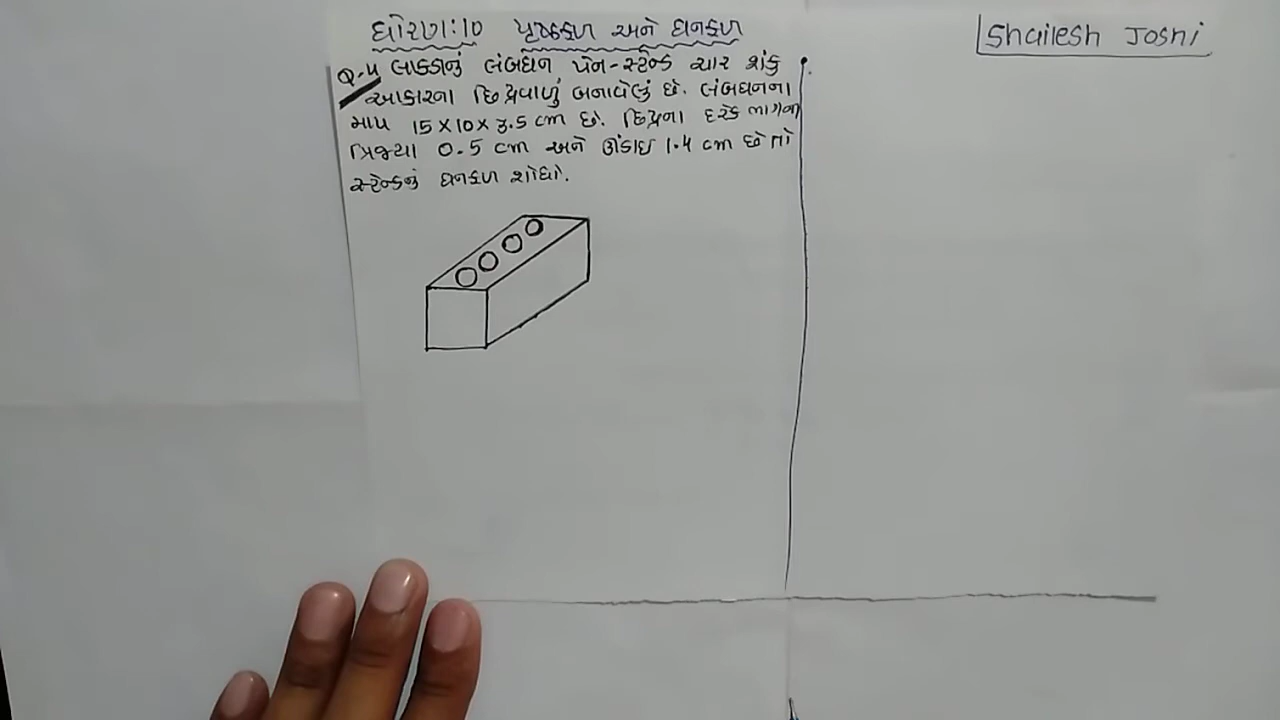 ધોરણ:10 પૃષ્ઠફળ અને ઘનફળ
Shailesh Joshi
Q-4 લાકડાનું લંબઘન પેન-સ્ટેન્ડ ચાર શંકુ
આકારના છિદ્રવાળું બનાવેલું છે. લંબઘનના
માપ 15×10×3.5 cm છે. છિદ્રના દરેક ભાગની
ત્રિજ્યા 0.5 cm અને ઊંડાઇ 1.4 cm છે તો
સ્ટેન્ડનું ઘનફળ શોધો.